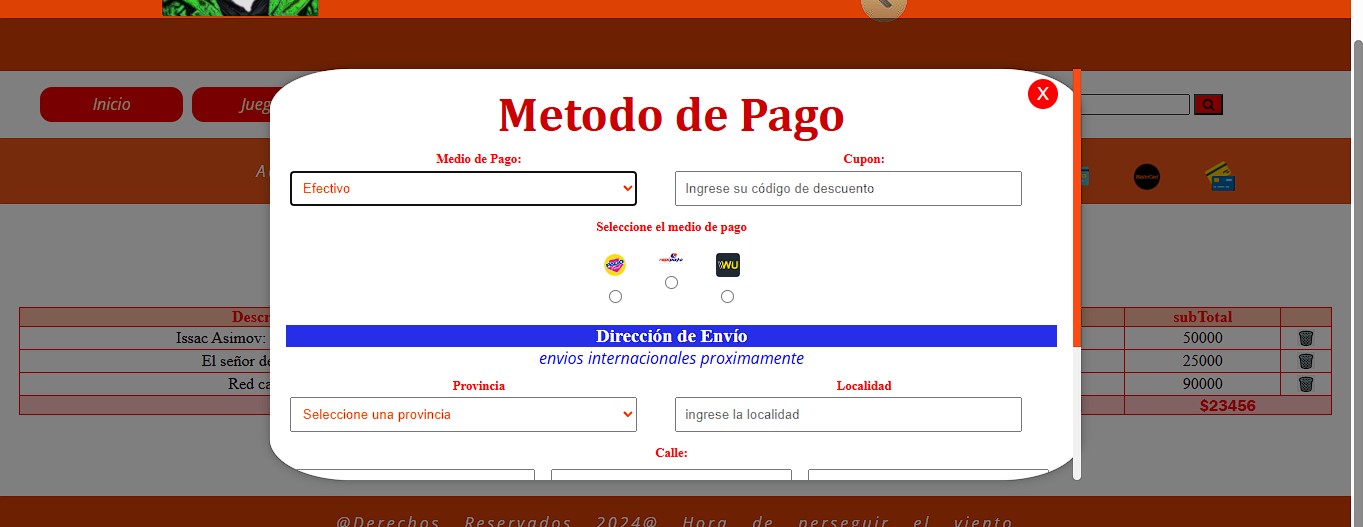 Inicio
Jueg
X
Metodo de Pago
Medio de Pago:
Cupon:
Efectivo
Ingrese su código de descuento
Seleccione el medio de pago
WU
Dirección de Envío
envios internacionales proximamente
Provincia
Localidad
Seleccione una provincia
ingrese la localidad
Calle:
Descr
subTotal
Issac Asimov:
50000
El señor de
25000
Red ca
90000
$23456
@Derechos Reservados 2024@ Hora de perseguir el viento